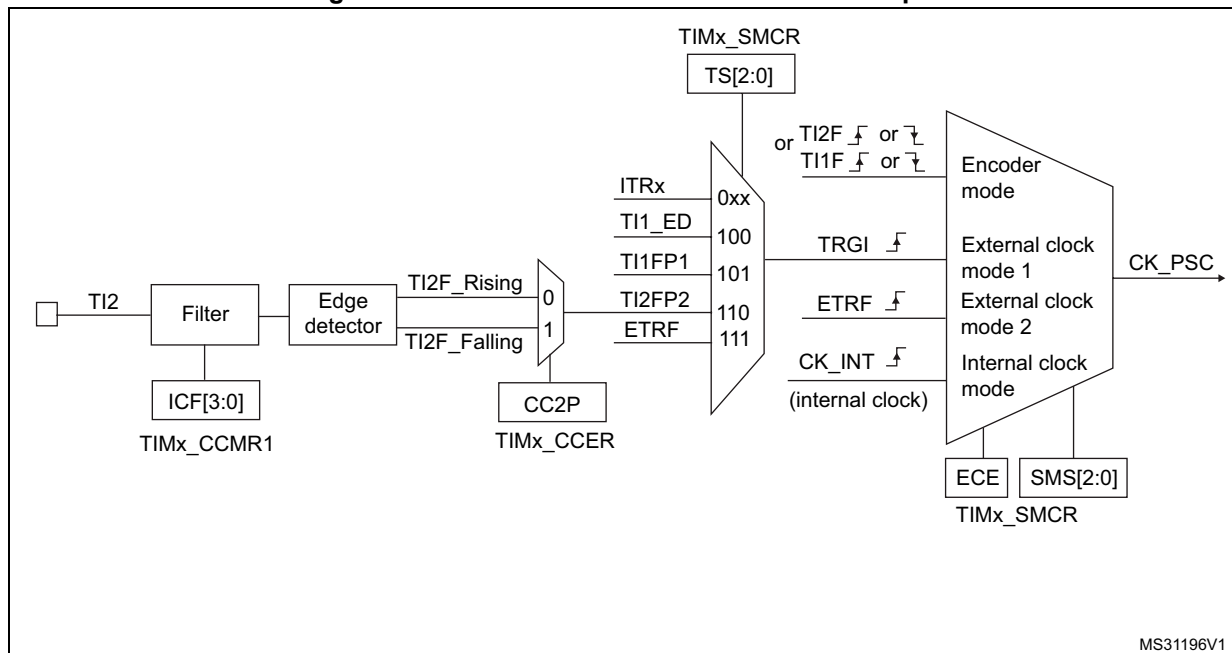 TIMx_SMCR
TS[2:0]
or TI2F or
TI1F or
Encoder
mode
ITRx
0xx
TI1_ED
100
TRGI
External clock
mode 1
CK_PSC
TI1FP1
101
TI2F_Rising
0
TI2FP2
110
ETRF
External clock
mode 2
TI2
Filter
Edge
detector
1
ETRF
111
TI2F_Falling
CK_INT
Internal clock
mode
(internal clock)
ICF[3:0]
CC2P
TIMx_CCMR1
TIMx_CCER
ECE
SMS[2:0]
TIMx_SMCR
MS31196V1